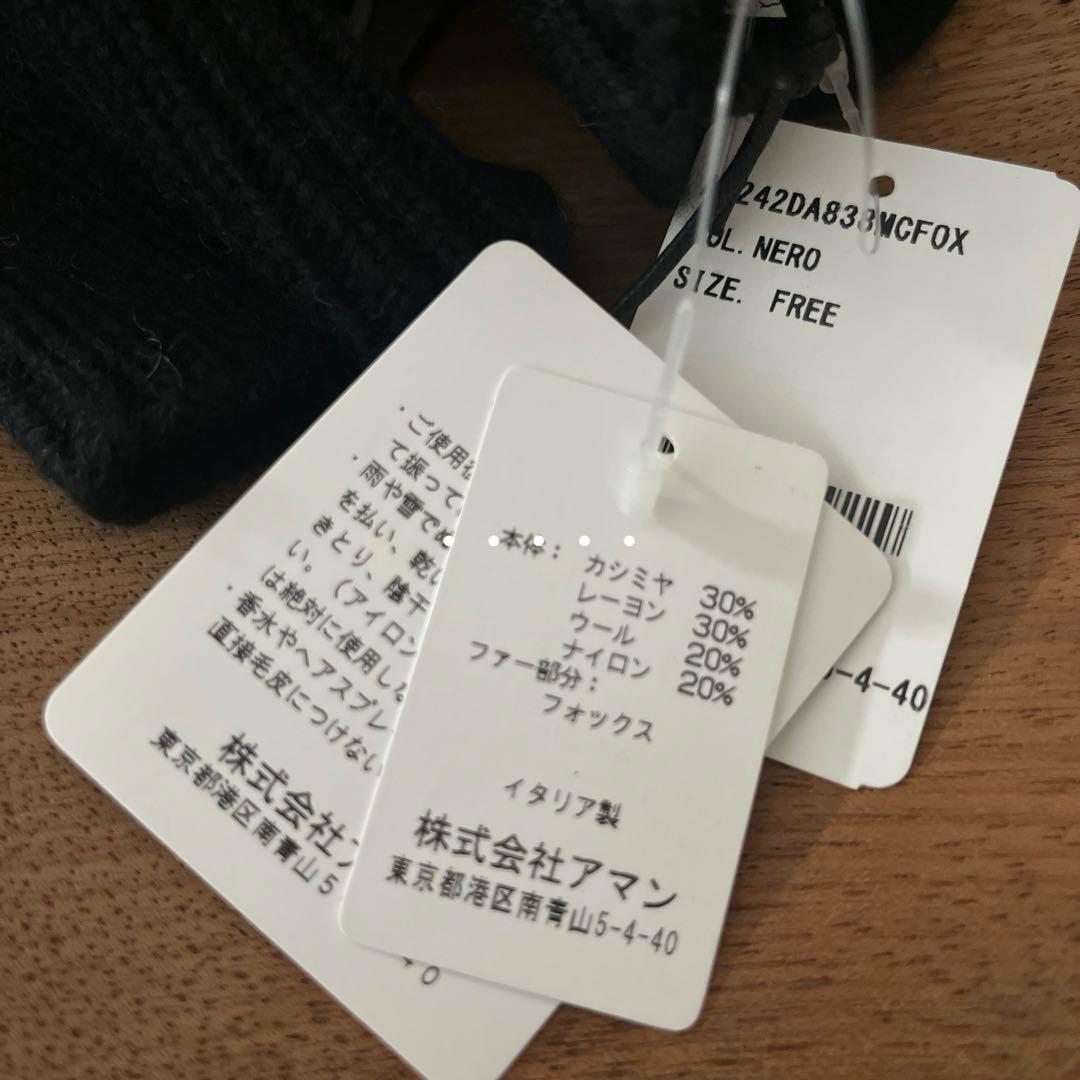 242DA838MCFOX
OL. NERO
SIZE. FREE
-4-40
・ご使用
て振って
・雨や雪で
を払い、乾
きとり、陰干
い。(アイロン
は絶対に使用し
・香水やヘアスプレ
直接毛皮につけない
株式会社
東京都港区南青山5
本体: カシミヤ 30%
レーヨン 30%
ウール 20%
ナイロン 20%
ファー部分:
フォックス
イタリア製
株式会社アマン
東京都港区南青山5-4-40